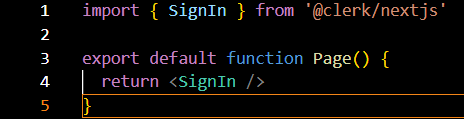 1 import { SignIn } from '@clerk/nextjs'
2
3 export default function Page() {
4   return <SignIn />
5 }